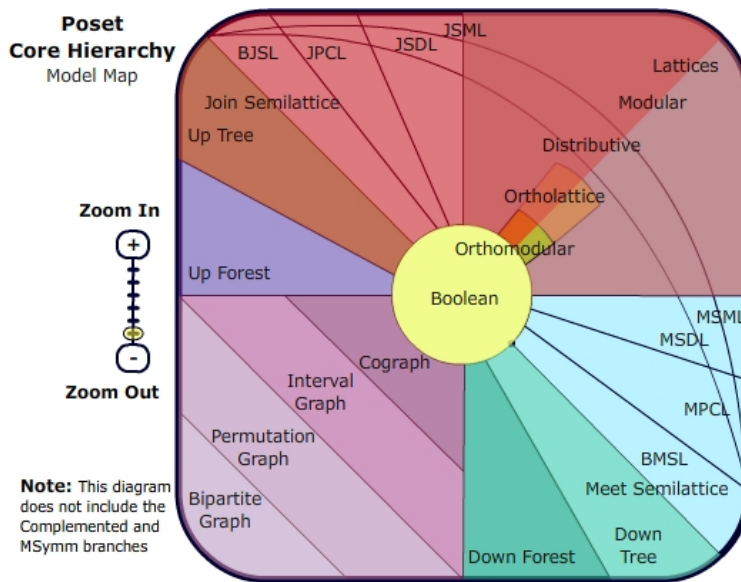 Poset
Core Hierarchy
Model Map
JSML
JSDL
BJSL
JPCL
Lattices
Join Semilattice
Modular
Up Tree
Distributive
Ortholattice
Zoom In
+
Orthomodular
Up Forest
Boolean
MSML
MSDL
-
Zoom Out
Cograph
Interval
Graph
MPCL
Permutation
Graph
BMSL
Meet Semilattice
Note: This diagram
does not include the
Complemented and
MSymm branches
Bipartite
Graph
Down
Tree
Down Forest